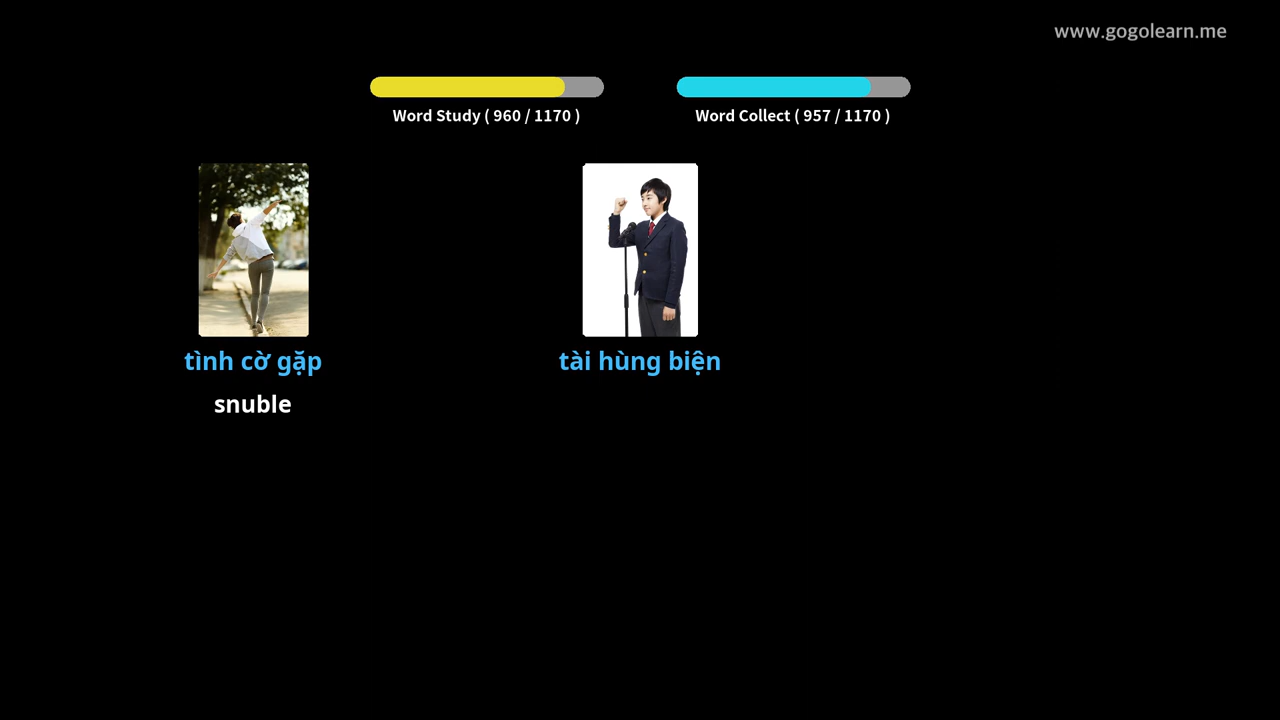 www.gogolearn.me
Word Study ( 960 / 1170 )
Word Collect ( 957 / 1170 )
tình cờ gặp
snuble
tài hùng biện